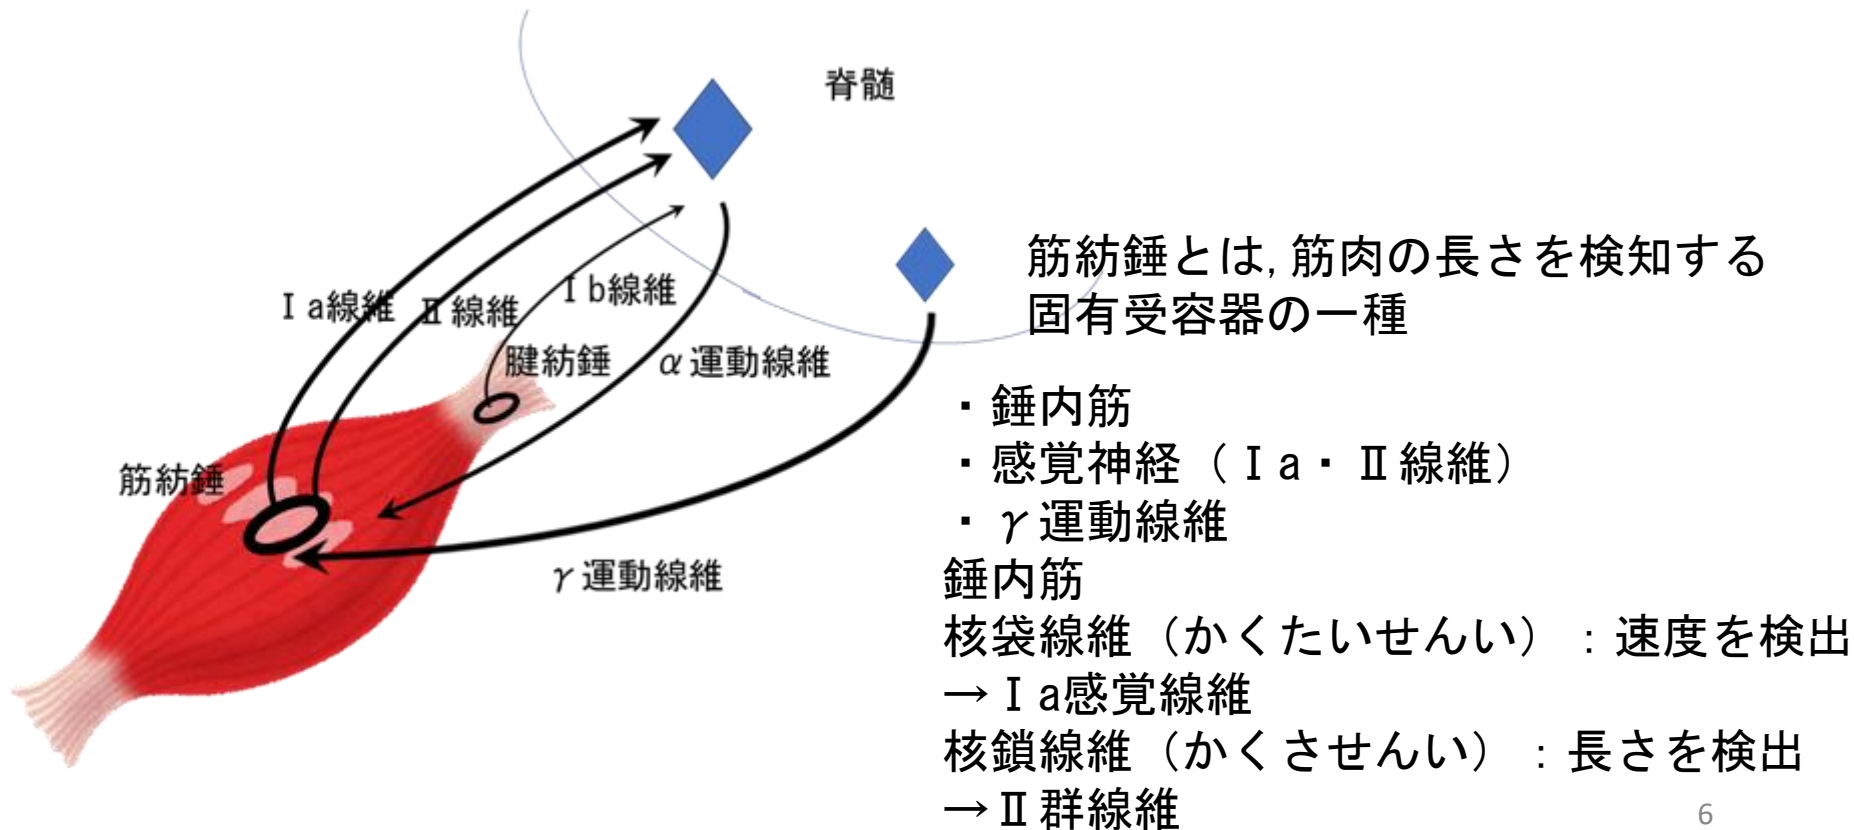 脊髄
Ⅰa線維
Ⅱ線維
Ⅰb線維
腱紡錘
α運動線維
筋紡錘
γ運動線維
筋紡錘とは,筋肉の長さを検知する
固有受容器の一種
・錘内筋
・感覚神経（Ⅰa・Ⅱ線維）
・γ運動線維
錘内筋
核袋線維（かくたいせんい）：速度を検出
→Ⅰa感覚線維
核鎖線維（かくさせんい）：長さを検出
→Ⅱ群線維
6